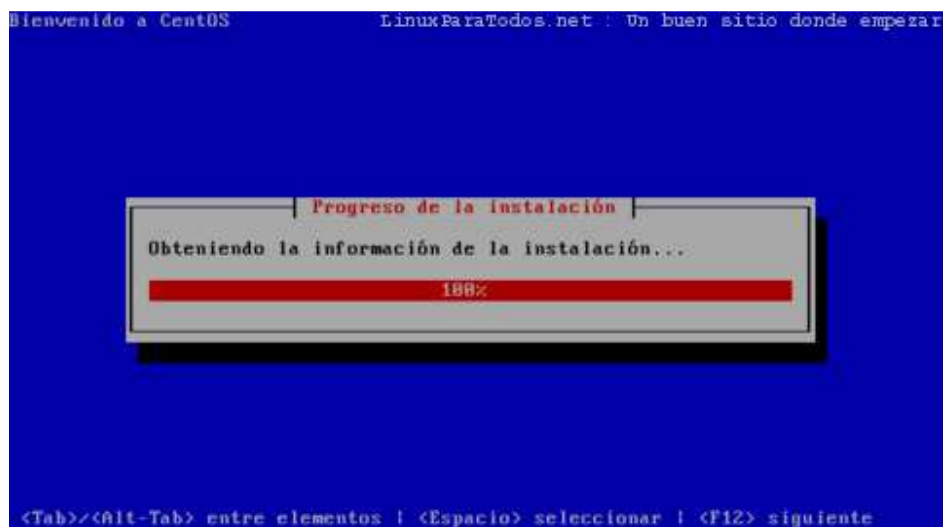 Bienvenido a CentOS LinuxParaTodos.net : Un buen sitio donde empezar
Progreso de la instalación
Obteniendo la información de la instalación...
100%
<Tab>/<Alt-Tab> entre elementos | <Espacio> seleccionar | <F12> siguiente